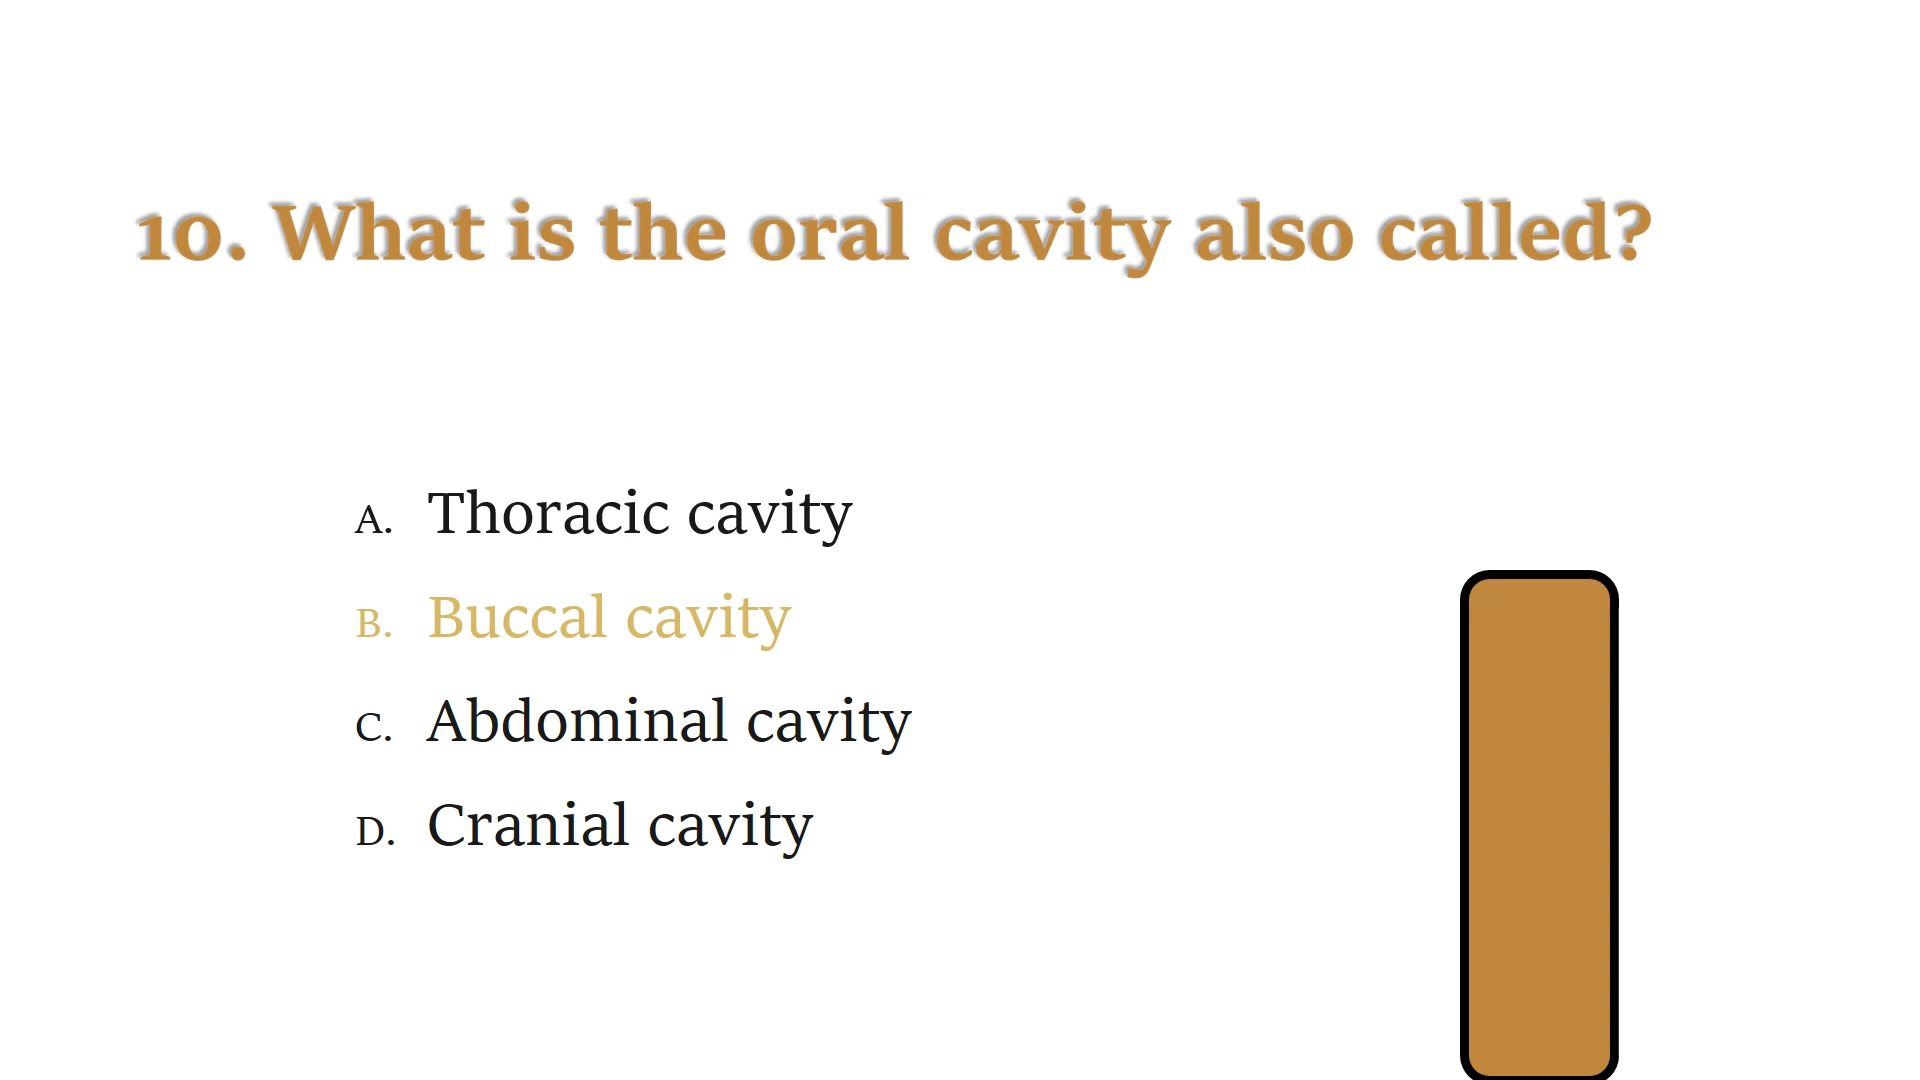 10. What is the oral cavity also called?
A. Thoracic cavity
B. Buccal cavity
C. Abdominal cavity
D. Cranial cavity